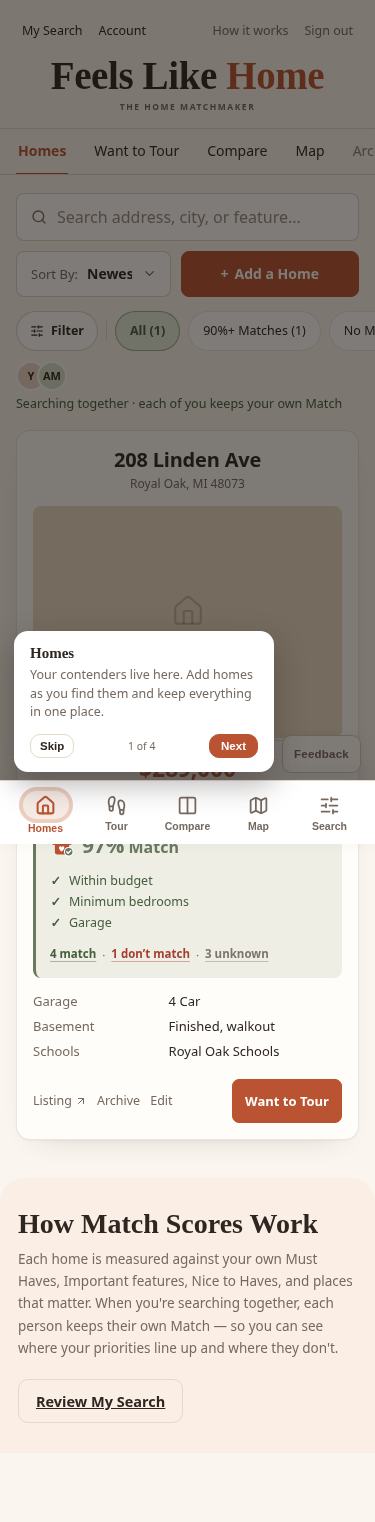 My Search Account How it works Sign out
Feels Like Home
THE HOME MATCHMAKER
Homes Want to Tour Compare Map Arc
Search address, city, or feature...
Sort By: Newes + Add a Home
Filter All (1) 90%+ Matches (1) No M
Y AM
Searching together · each of you keeps your own Match
208 Linden Ave
Royal Oak, MI 48073
Homes
Your contenders live here. Add homes
as you find them and keep everything
in one place.
Skip 1 of 4 Next
Feedback
Homes Tour Compare Map Search
97% Match
✓ Within budget
✓ Minimum bedrooms
✓ Garage
4 match · 1 don’t match · 3 unknown
Garage 4 Car
Basement Finished, walkout
Schools Royal Oak Schools
Listing ↗ Archive Edit Want to Tour
How Match Scores Work
Each home is measured against your own Must
Haves, Important features, Nice to Haves, and places
that matter. When you're searching together, each
person keeps their own Match — so you can see
where your priorities line up and where they don't.
Review My Search